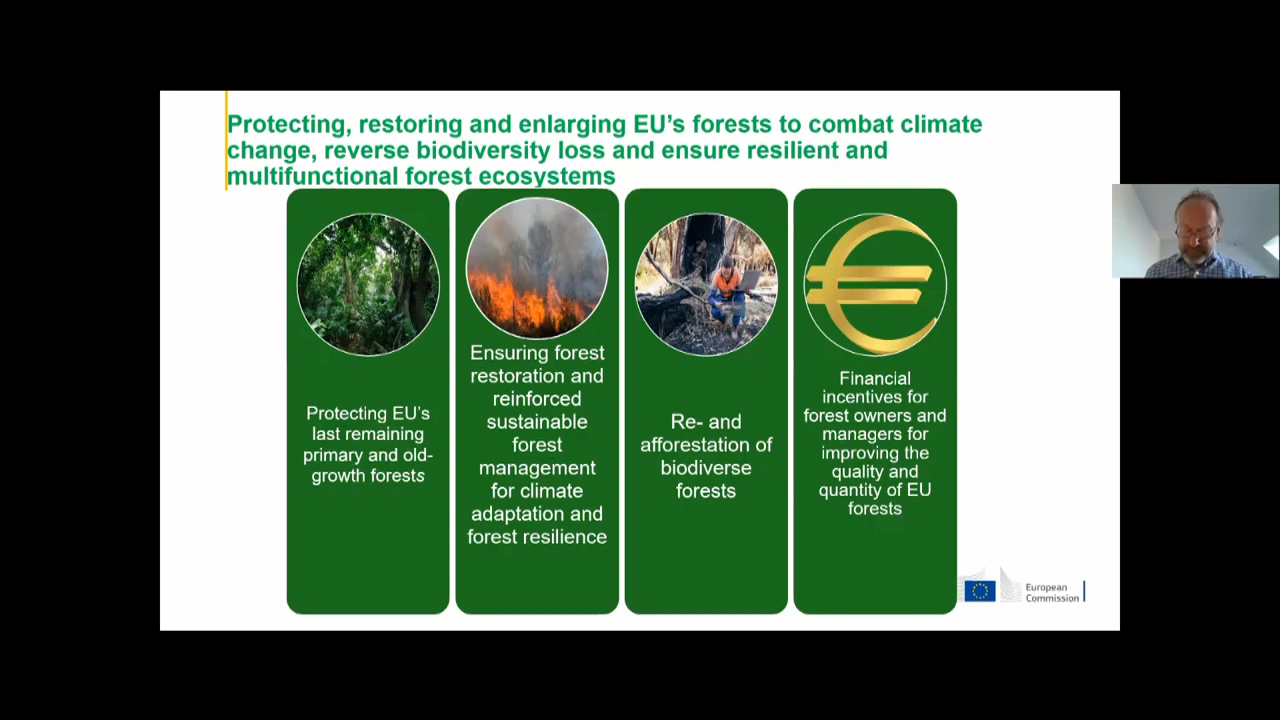 Protecting, restoring and enlarging EU’s forests to combat climate
change, reverse biodiversity loss and ensure resilient and
multifunctional forest ecosystems
Protecting EU’s
last remaining
primary and old-
growth forests
Ensuring forest
restoration and
reinforced
sustainable
forest
management
for climate
adaptation and
forest resilience
Re- and
afforestation of
biodiverse
forests
Financial
incentives for
forest owners and
managers for
improving the
quality and
quantity of EU
forests
European
Commission